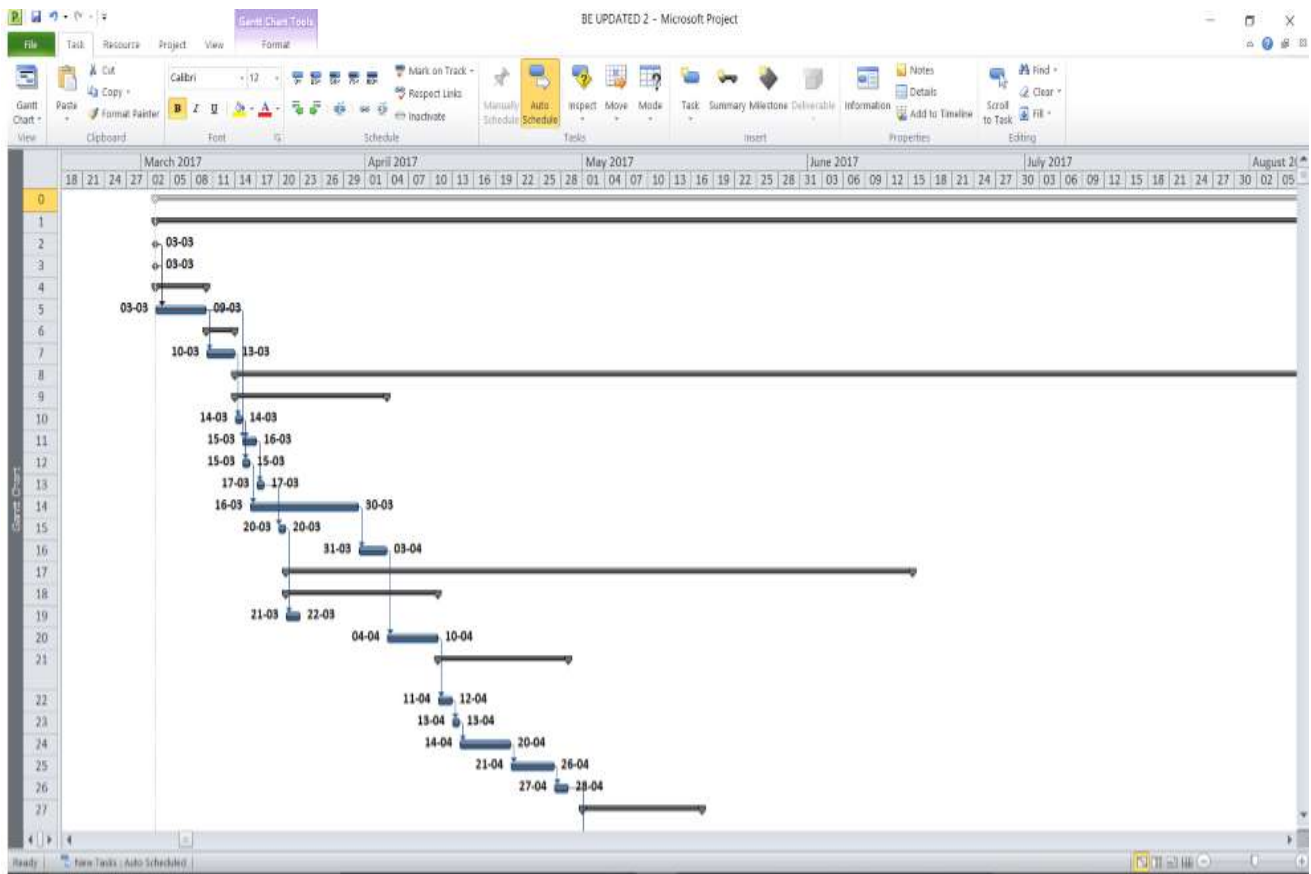 Gantt Chart Tools
BE UPDATED 2 - Microsoft Project
File Task Resource Project View Format
Cut
Copy
Format Painter
Paste
Gantt Chart
Calibri 12
B I U A
Mark on Track
Respect Links
Inactivate
Manually Schedule
Auto Schedule
Inspect Move Mode
Task Summary Milestone Deliverable
Information
Notes
Details
Add to Timeline
Scroll to Task
Find
Clear
Fill
View Clipboard Font Schedule Tasks Insert Properties Editing
March 2017 April 2017 May 2017 June 2017 July 2017 August 2
18 21 24 27 02 05 08 11 14 17 20 23 26 29 01 04 07 10 13 16 19 22 25 28 01 04 07 10 13 16 19 22 25 28 31 03 06 09 12 15 18 21 24 27 30 03 06 09 12 15 18 21 24 27 30 02 05
0
1
2 03-03
3 03-03
4
5 03-03 09-03
6
7 10-03 13-03
8
9
10 14-03 14-03
11 15-03 16-03
12 15-03 15-03
13 17-03 17-03
14 16-03 30-03
15 20-03 20-03
16 31-03 03-04
17
18
19 21-03 22-03
20 04-04 10-04
21
22 11-04 12-04
23 13-04 13-04
24 14-04 20-04
25 21-04 26-04
26 27-04 28-04
27
Gantt Chart
Ready New Tasks : Auto Scheduled